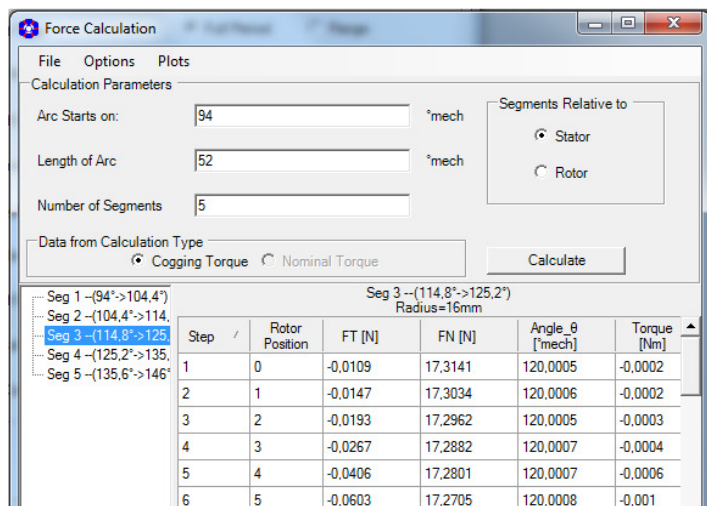 Force Calculation
File Options Plots
Calculation Parameters
Arc Starts on: 94 °mech
Length of Arc 52 °mech
Number of Segments 5
Segments Relative to
Stator
Rotor
Data from Calculation Type
Cogging Torque Nominal Torque
Calculate
Seg 1 --(94°->104,4°)
Seg 2 --(104,4°->114,
Seg 3 --(114,8°->125,
Seg 4 --(125,2°->135,
Seg 5 --(135,6°->146°
Seg 3 --(114,8°->125,2°)
Radius=16mm
Step Rotor Position FT [N] FN [N] Angle_θ [°mech] Torque [Nm]
1 0 -0,0109 17,3141 120,0005 -0,0002
2 1 -0,0147 17,3034 120,0006 -0,0002
3 2 -0,0193 17,2962 120,0005 -0,0003
4 3 -0,0267 17,2882 120,0007 -0,0004
5 4 -0,0406 17,2801 120,0007 -0,0006
6 5 -0,0603 17,2705 120,0008 -0,001